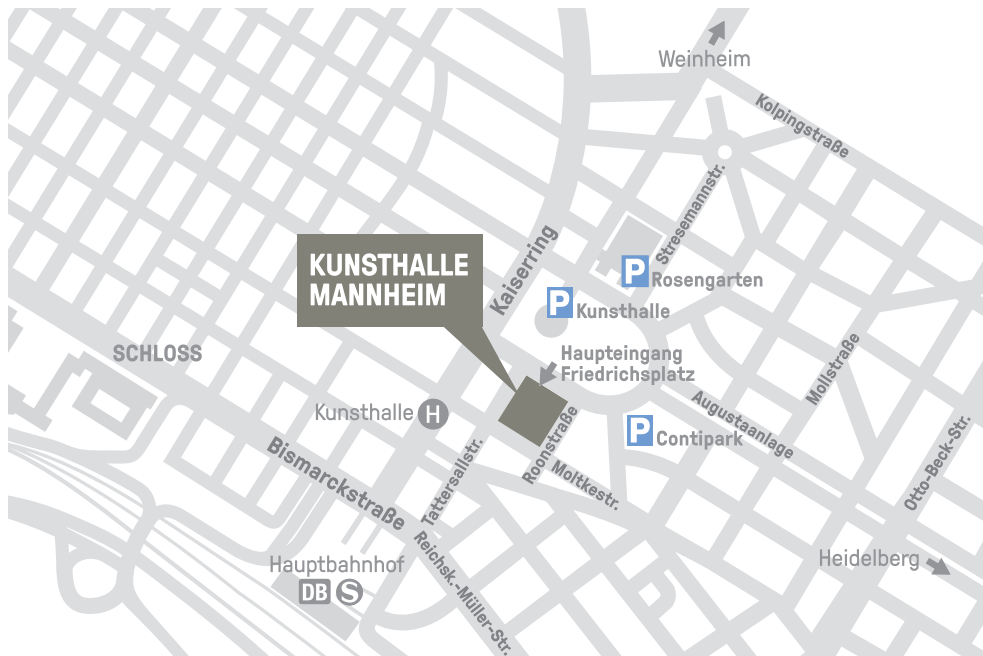 Weinheim
Kolpingstraße
Stresemannstr.
Kaiserring
KUNSTHALLE
MANNHEIM
P Rosengarten
P Kunsthalle
SCHLOSS
Haupteingang
Friedrichsplatz
Mollstraße
Kunsthalle H
Augustaanlage
P Contipark
Roonstraße
Otto-Beck-Str.
Bismarckstraße
Tattersallstr.
Moltkestr.
Reichsk.-Müller-Str.
Hauptbahnhof
DB S
Heidelberg